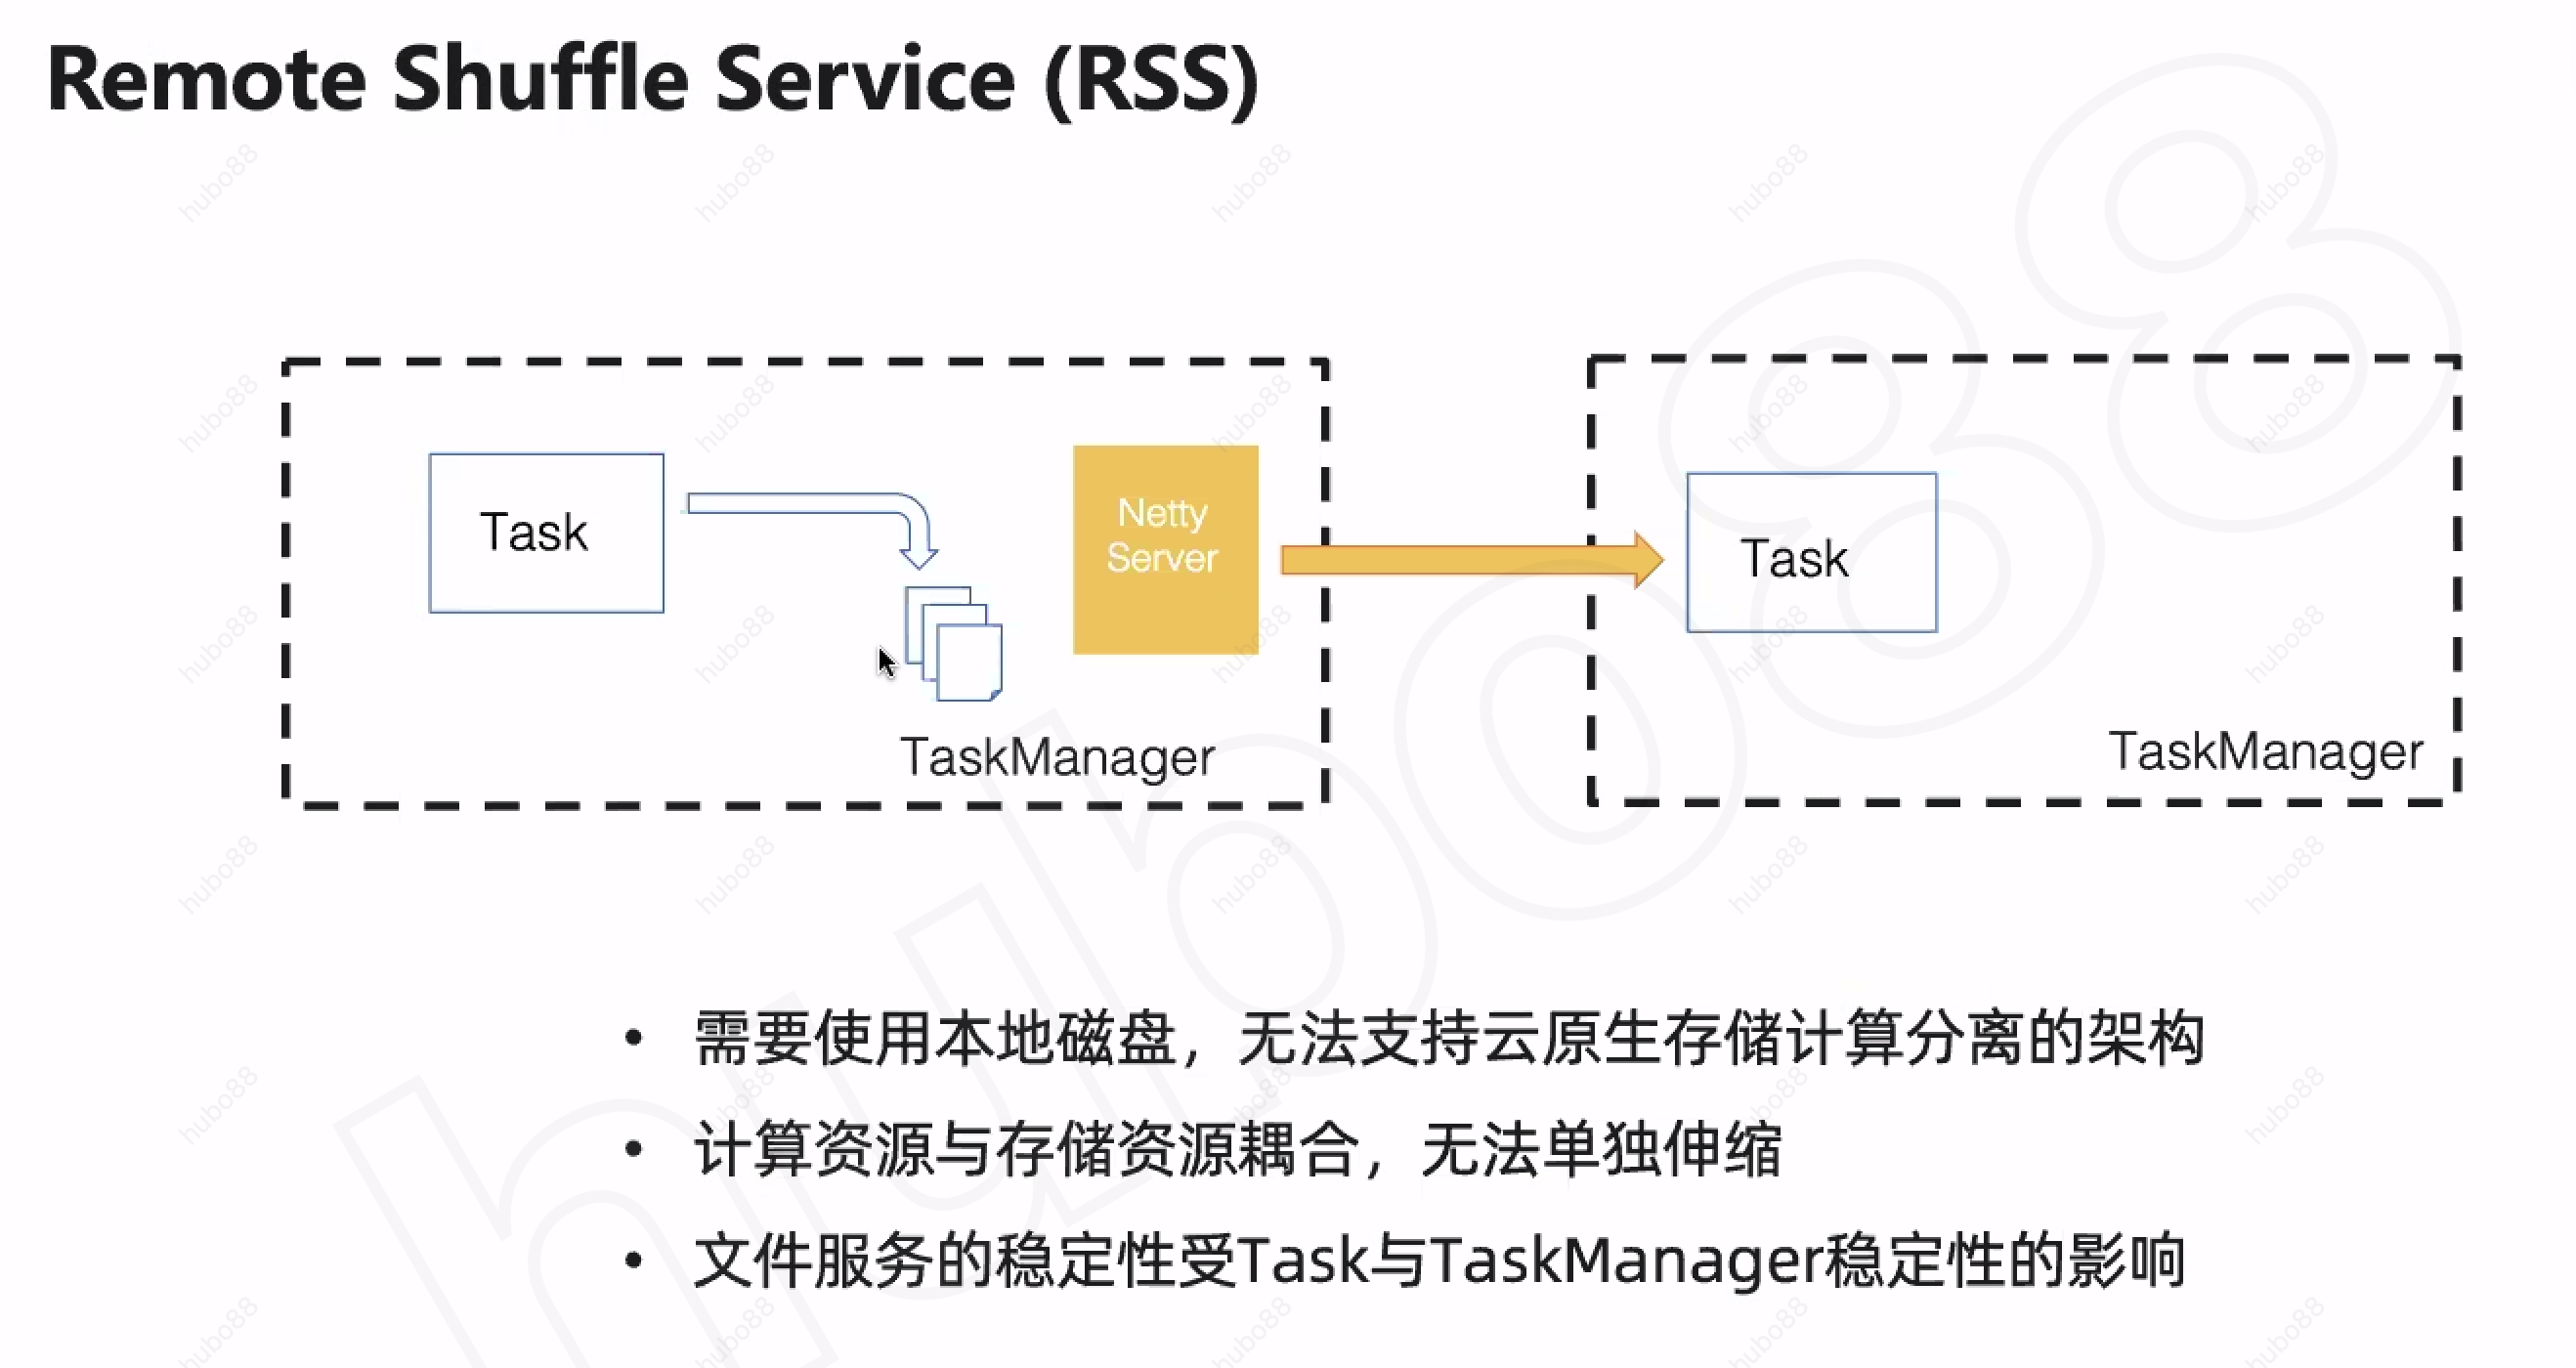 Remote Shuffle Service (RSS)
Task
Netty
Server
TaskManager
Task
TaskManager
• 需要使用本地磁盘，无法支持云原生存储计算分离的架构
• 计算资源与存储资源耦合，无法单独伸缩
• 文件服务的稳定性受Task与TaskManager稳定性的影响
hubo88